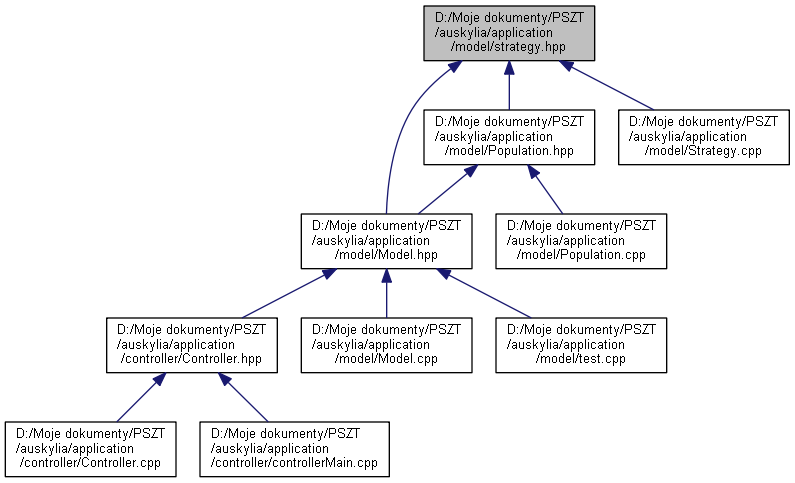 D:/Moje dokumenty/PSZT
/auskylia/application
/model/strategy.hpp
D:/Moje dokumenty/PSZT
/auskylia/application
/model/Population.hpp
D:/Moje dokumenty/PSZT
/auskylia/application
/model/Strategy.cpp
D:/Moje dokumenty/PSZT
/auskylia/application
/model/Model.hpp
D:/Moje dokumenty/PSZT
/auskylia/application
/model/Population.cpp
D:/Moje dokumenty/PSZT
/auskylia/application
/controller/Controller.hpp
D:/Moje dokumenty/PSZT
/auskylia/application
/model/Model.cpp
D:/Moje dokumenty/PSZT
/auskylia/application
/model/test.cpp
D:/Moje dokumenty/PSZT
/auskylia/application
/controller/Controller.cpp
D:/Moje dokumenty/PSZT
/auskylia/application
/controller/controllerMain.cpp